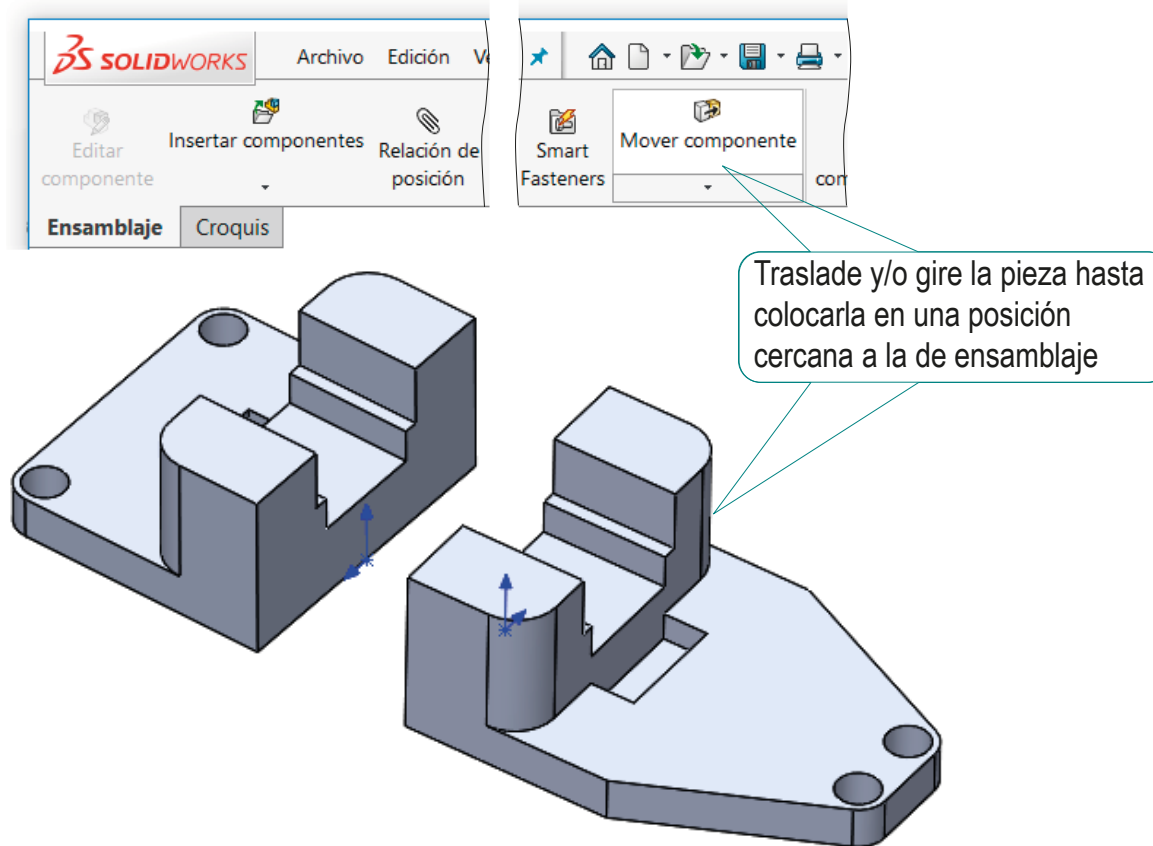 SOLIDWORKS Archivo Edición
Editar
componente
Insertar componentes
Relación de
posición
Smart
Fasteners
Mover componente
Ensamblaje Croquis
Traslade y/o gire la pieza hasta
colocarla en una posición
cercana a la de ensamblaje